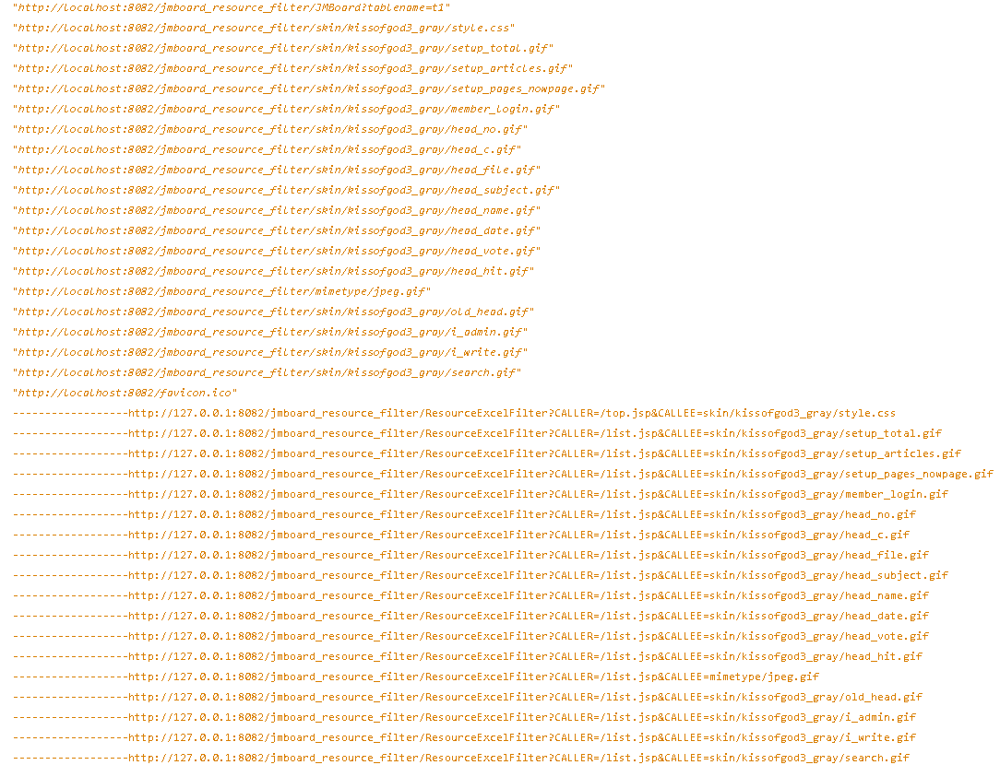 "http://localhost:8082/jmboard_resource_filter/JMBoard?tablename=t1"
"http://localhost:8082/jmboard_resource_filter/skin/kissofgod3_gray/style.css"
"http://localhost:8082/jmboard_resource_filter/skin/kissofgod3_gray/setup_total.gif"
"http://localhost:8082/jmboard_resource_filter/skin/kissofgod3_gray/setup_articles.gif"
"http://localhost:8082/jmboard_resource_filter/skin/kissofgod3_gray/setup_pages_nowpage.gif"
"http://localhost:8082/jmboard_resource_filter/skin/kissofgod3_gray/member_login.gif"
"http://localhost:8082/jmboard_resource_filter/skin/kissofgod3_gray/head_no.gif"
"http://localhost:8082/jmboard_resource_filter/skin/kissofgod3_gray/head_c.gif"
"http://localhost:8082/jmboard_resource_filter/skin/kissofgod3_gray/head_file.gif"
"http://localhost:8082/jmboard_resource_filter/skin/kissofgod3_gray/head_subject.gif"
"http://localhost:8082/jmboard_resource_filter/skin/kissofgod3_gray/head_name.gif"
"http://localhost:8082/jmboard_resource_filter/skin/kissofgod3_gray/head_date.gif"
"http://localhost:8082/jmboard_resource_filter/skin/kissofgod3_gray/head_vote.gif"
"http://localhost:8082/jmboard_resource_filter/skin/kissofgod3_gray/head_hit.gif"
"http://localhost:8082/jmboard_resource_filter/mimetype/jpeg.gif"
"http://localhost:8082/jmboard_resource_filter/skin/kissofgod3_gray/old_head.gif"
"http://localhost:8082/jmboard_resource_filter/skin/kissofgod3_gray/i_admin.gif"
"http://localhost:8082/jmboard_resource_filter/skin/kissofgod3_gray/i_write.gif"
"http://localhost:8082/jmboard_resource_filter/skin/kissofgod3_gray/search.gif"
"http://localhost:8082/favicon.ico"
------------------http://127.0.0.1:8082/jmboard_resource_filter/ResourceExcelFilter?CALLER=/top.jsp&CALLEE=skin/kissofgod3_gray/style.css
------------------http://127.0.0.1:8082/jmboard_resource_filter/ResourceExcelFilter?CALLER=/list.jsp&CALLEE=skin/kissofgod3_gray/setup_total.gif
------------------http://127.0.0.1:8082/jmboard_resource_filter/ResourceExcelFilter?CALLER=/list.jsp&CALLEE=skin/kissofgod3_gray/setup_articles.gif
------------------http://127.0.0.1:8082/jmboard_resource_filter/ResourceExcelFilter?CALLER=/list.jsp&CALLEE=skin/kissofgod3_gray/setup_pages_nowpage.gif
------------------http://127.0.0.1:8082/jmboard_resource_filter/ResourceExcelFilter?CALLER=/list.jsp&CALLEE=skin/kissofgod3_gray/member_login.gif
------------------http://127.0.0.1:8082/jmboard_resource_filter/ResourceExcelFilter?CALLER=/list.jsp&CALLEE=skin/kissofgod3_gray/head_no.gif
------------------http://127.0.0.1:8082/jmboard_resource_filter/ResourceExcelFilter?CALLER=/list.jsp&CALLEE=skin/kissofgod3_gray/head_c.gif
------------------http://127.0.0.1:8082/jmboard_resource_filter/ResourceExcelFilter?CALLER=/list.jsp&CALLEE=skin/kissofgod3_gray/head_file.gif
------------------http://127.0.0.1:8082/jmboard_resource_filter/ResourceExcelFilter?CALLER=/list.jsp&CALLEE=skin/kissofgod3_gray/head_subject.gif
------------------http://127.0.0.1:8082/jmboard_resource_filter/ResourceExcelFilter?CALLER=/list.jsp&CALLEE=skin/kissofgod3_gray/head_name.gif
------------------http://127.0.0.1:8082/jmboard_resource_filter/ResourceExcelFilter?CALLER=/list.jsp&CALLEE=skin/kissofgod3_gray/head_date.gif
------------------http://127.0.0.1:8082/jmboard_resource_filter/ResourceExcelFilter?CALLER=/list.jsp&CALLEE=skin/kissofgod3_gray/head_vote.gif
------------------http://127.0.0.1:8082/jmboard_resource_filter/ResourceExcelFilter?CALLER=/list.jsp&CALLEE=skin/kissofgod3_gray/head_hit.gif
------------------http://127.0.0.1:8082/jmboard_resource_filter/ResourceExcelFilter?CALLER=/list.jsp&CALLEE=mimetype/jpeg.gif
------------------http://127.0.0.1:8082/jmboard_resource_filter/ResourceExcelFilter?CALLER=/list.jsp&CALLEE=skin/kissofgod3_gray/old_head.gif
------------------http://127.0.0.1:8082/jmboard_resource_filter/ResourceExcelFilter?CALLER=/list.jsp&CALLEE=skin/kissofgod3_gray/i_admin.gif
------------------http://127.0.0.1:8082/jmboard_resource_filter/ResourceExcelFilter?CALLER=/list.jsp&CALLEE=skin/kissofgod3_gray/i_write.gif
------------------http://127.0.0.1:8082/jmboard_resource_filter/ResourceExcelFilter?CALLER=/list.jsp&CALLEE=skin/kissofgod3_gray/search.gif